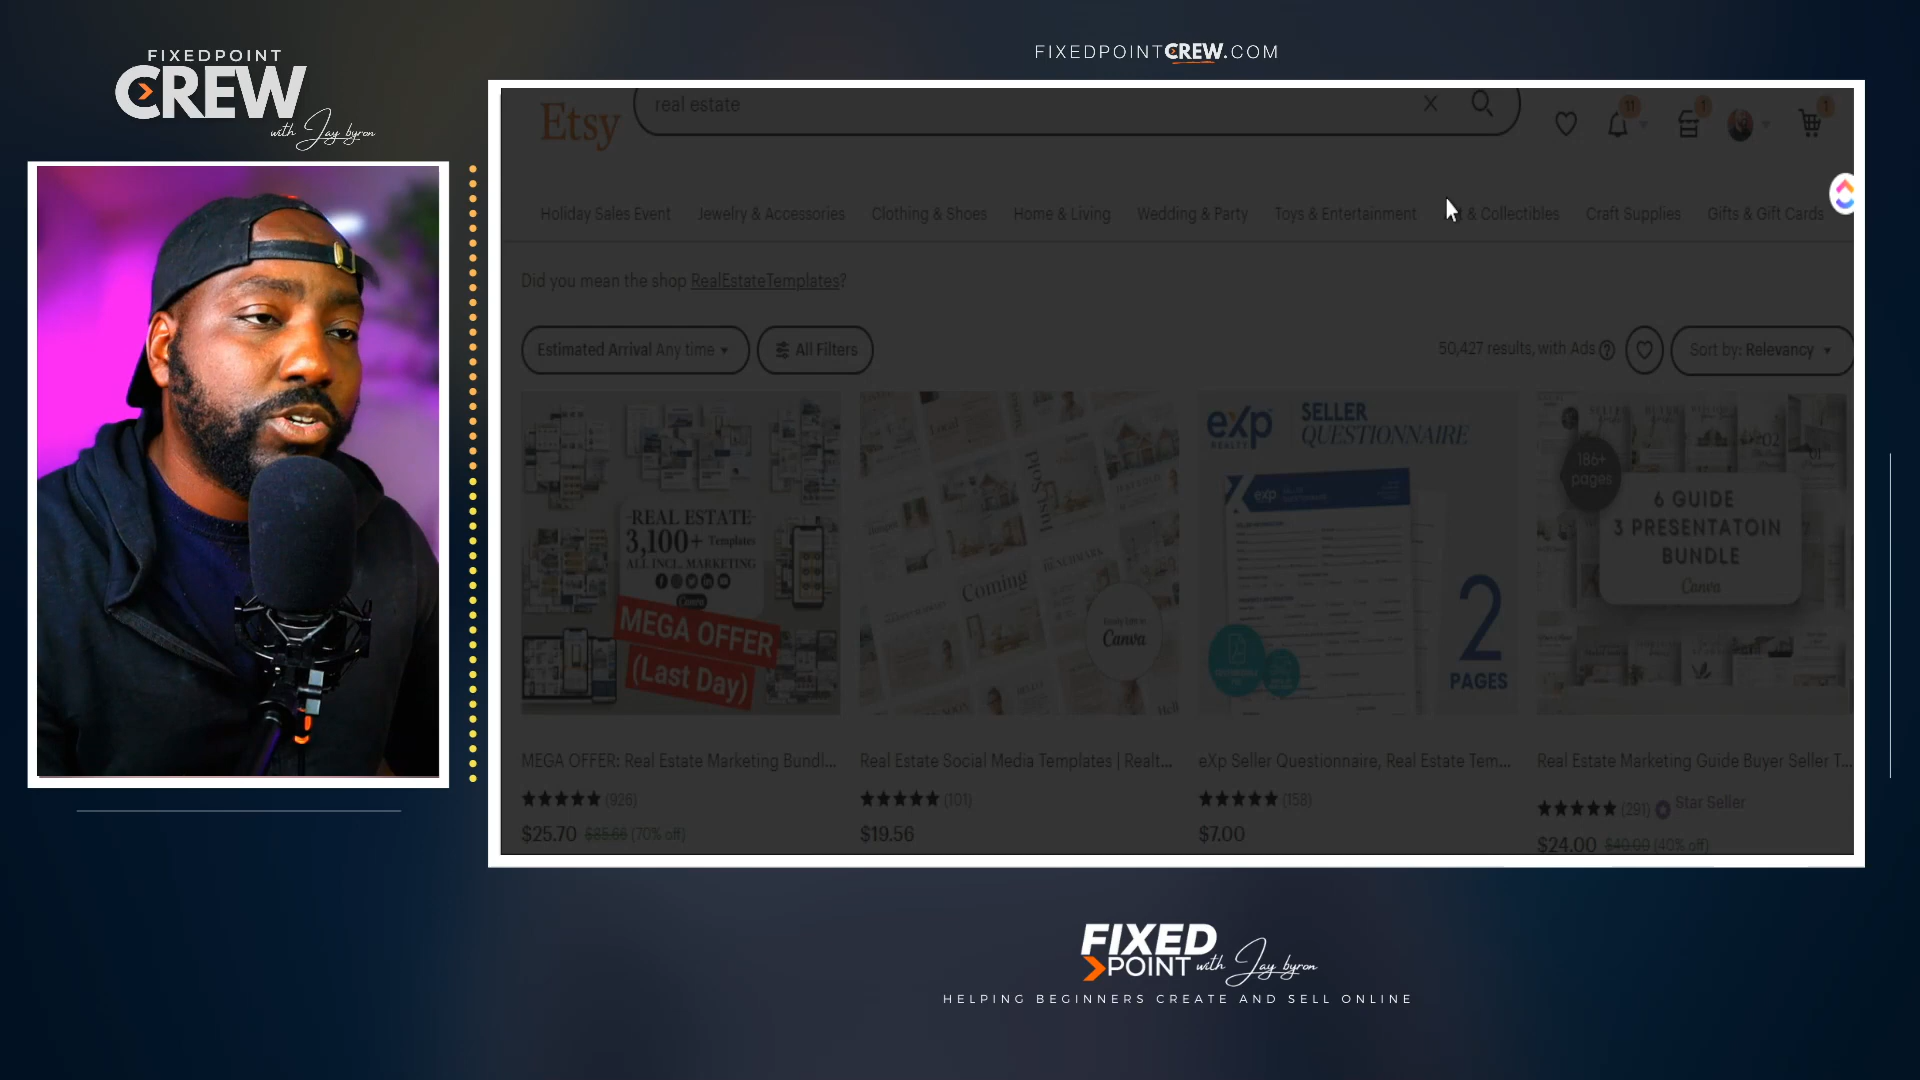 FIXEDPOINT
CREW
with Jay byron
FIXEDPOINTCREW.COM
Etsy
real estate
X
11
1
1
Holiday Sales Event
Jewelry & Accessories
Clothing & Shoes
Home & Living
Wedding & Party
Toys & Entertainment
& Collectibles
Craft Supplies
Gifts & Gift Cards
Did you mean the shop RealEstateTemplates?
Estimated Arrival Any time
All Filters
50,427 results, with Ads ?
Sort by: Relevancy
REAL ESTATE
3,100+ Templates
ALL INCL. MARKETING
Canva
MEGA OFFER
(Last Day)
Coming
Canva
eXp
REALTY
SELLER
QUESTIONNAIRE
exp
2
PAGES
186+
pages
6 GUIDE
3 PRESENTATOIN
BUNDLE
Canva
MEGA OFFER: Real Estate Marketing Bundl...
(926)
$25.70 $85.66 (70% off)
Real Estate Social Media Templates | Realt...
(101)
$19.56
eXp Seller Questionnaire, Real Estate Tem...
(158)
$7.00
Real Estate Marketing Guide Buyer Seller T...
(291) Star Seller
$24.00 $40.00 (40% off)
FIXED
POINT with Jay byron
HELPING BEGINNERS CREATE AND SELL ONLINE